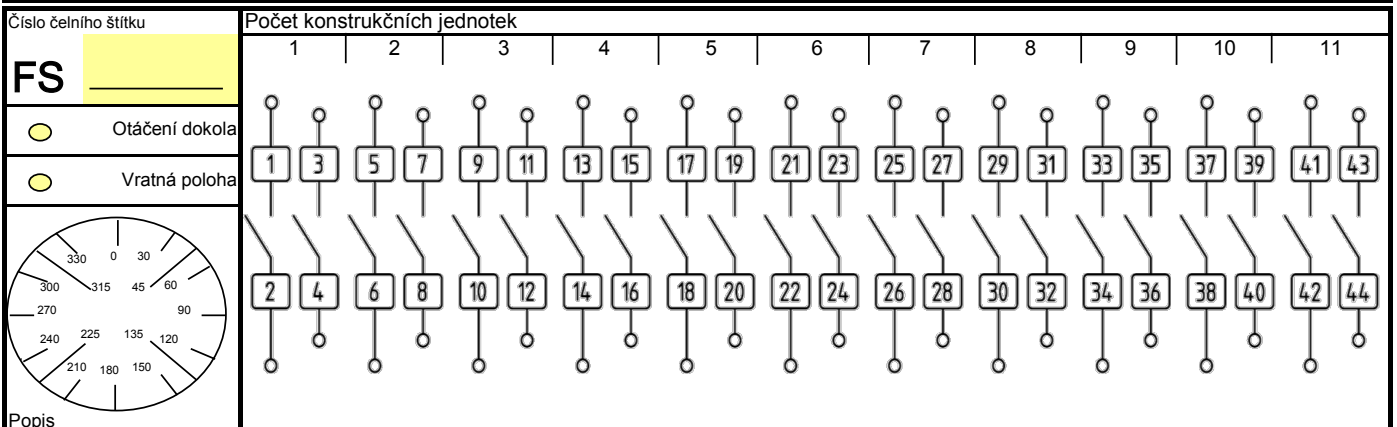 Číslo čelního štítku
Počet konstrukčních jednotek
1 2 3 4 5 6 7 8 9 10 11
FS
Otáčení dokola
Vratná poloha
1 3 5 7 9 11 13 15 17 19 21 23 25 27 29 31 33 35 37 39 41 43
2 4 6 8 10 12 14 16 18 20 22 24 26 28 30 32 34 36 38 40 42 44
330 0 30
300 315 45 60
270 90
240 225 135 120
210 180 150
Popis